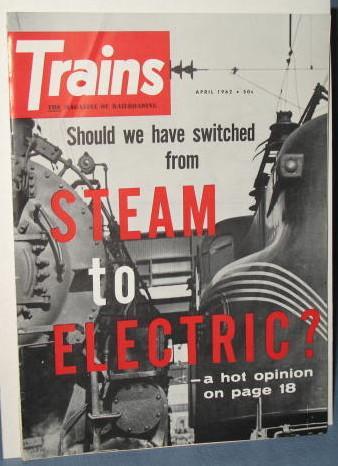 Trains
THE MAGAZINE OF RAILROADING
APRIL 1962 • 50c
Should we have switched
from
STEAM
to
ELECTRIC?
—a hot opinion
on page 18